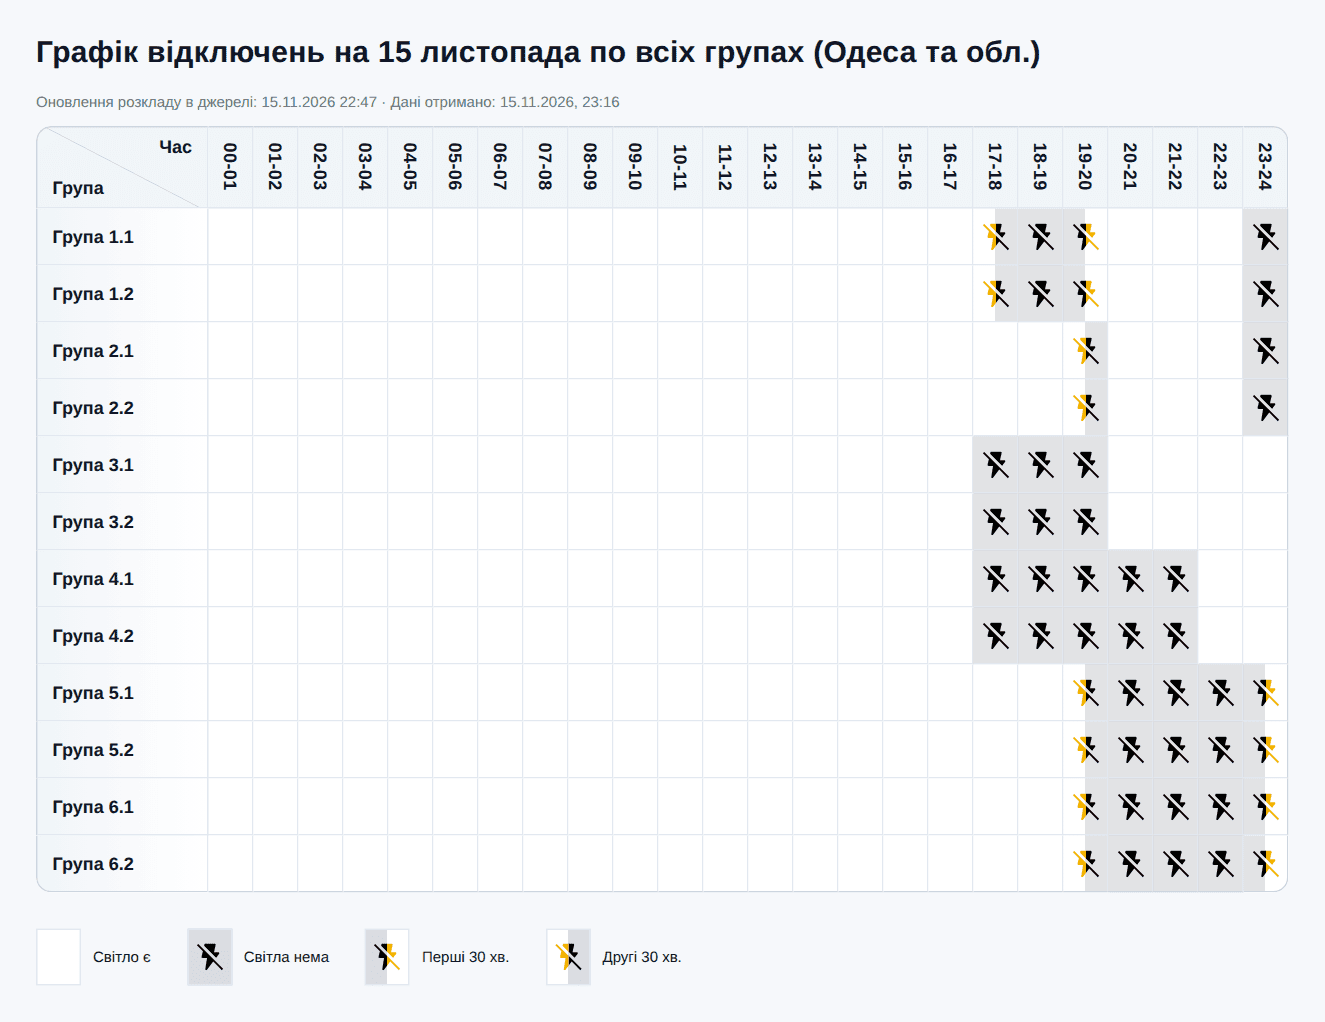 Графік відключень на 15 листопада по всіх групах (Одеса та обл.)
Оновлення розкладу в джерелі: 15.11.2026 22:47 · Дані отримано: 15.11.2026, 23:16
Час
Група
00-01 01-02 02-03 03-04 04-05 05-06 06-07 07-08 08-09 09-10 10-11 11-12 12-13 13-14 14-15 15-16 16-17 17-18 18-19 19-20 20-21 21-22 22-23 23-24
Група 1.1
Група 1.2
Група 2.1
Група 2.2
Група 3.1
Група 3.2
Група 4.1
Група 4.2
Група 5.1
Група 5.2
Група 6.1
Група 6.2
Світло є Світла нема Перші 30 хв. Другі 30 хв.